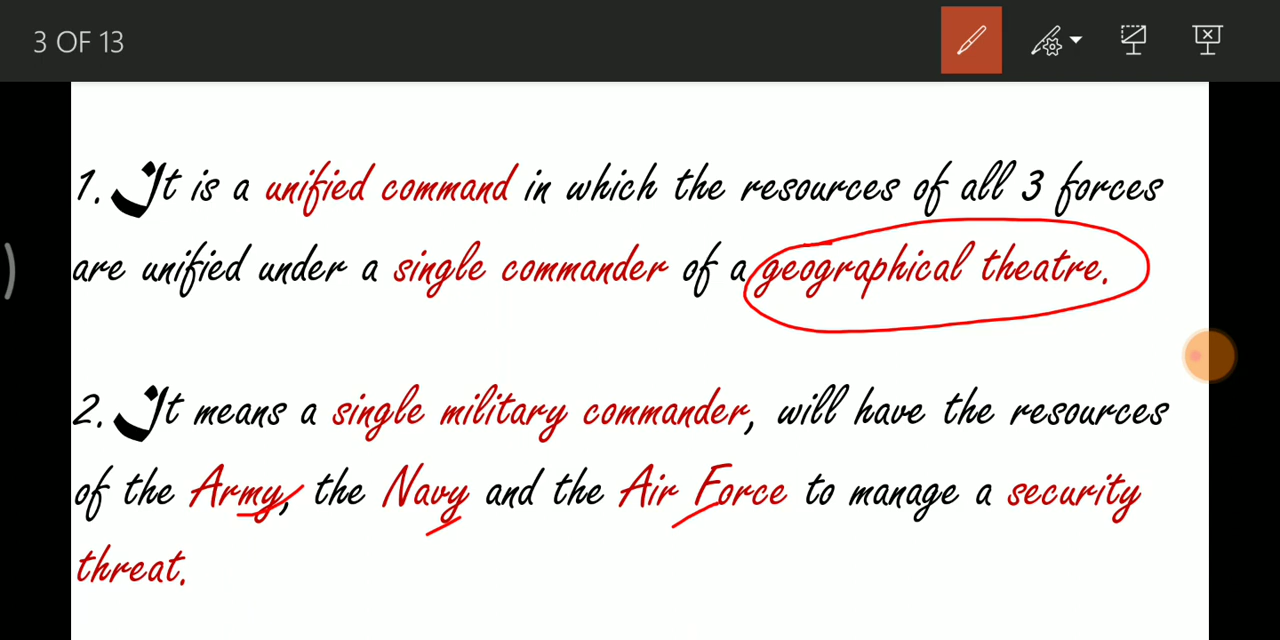 3 OF 13
1. It is a unified command in which the resources of all 3 forces
are unified under a single commander of a geographical theatre.
2. It means a single military commander, will have the resources
of the Army, the Navy and the Air Force to manage a security
threat.